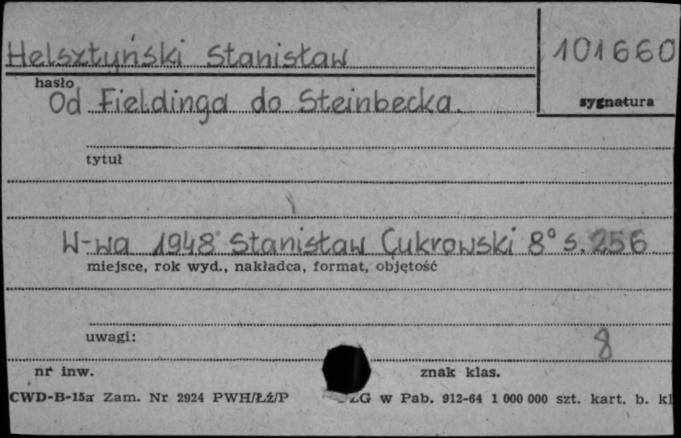 Helsztyński Stanisław
101660
hasło
sygnatura
Od Fieldinga do Steinbecka.
tytuł
W-wa 1948 Stanisław Cukrowski 8° s. 256
miejsce, rok wyd., nakładca, format, objętość
uwagi:
8
nr inw.
znak klas.
CWD-B-15a Zam. Nr 2924 PWH/Łź/P ZG w Pab. 912-64 1 000 000 szt. kart. b. kl